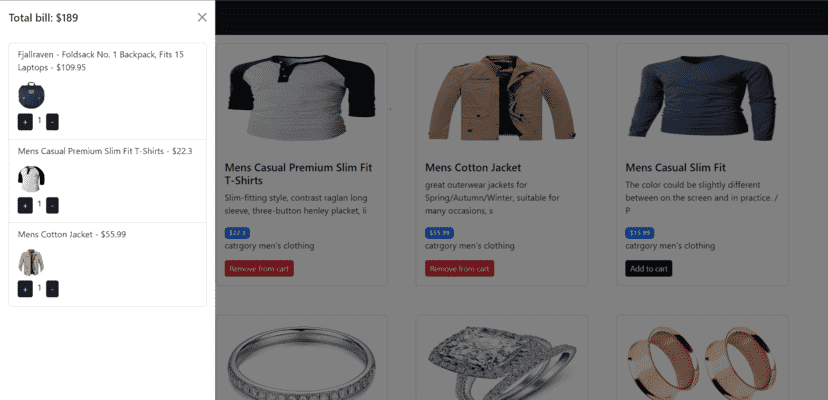 Total bill: $189
Fjallraven - Foldsack No. 1 Backpack, Fits 15
Laptops - $109.95
+ 1 -
Mens Casual Premium Slim Fit T-Shirts - $22.3
+ 1 -
Mens Cotton Jacket - $55.99
+ 1 -
Mens Casual Premium Slim Fit
T-Shirts
Slim-fitting style, contrast raglan long
sleeve, three-button henley placket, li
$22.3
catrgory men's clothing
Remove from cart
Mens Cotton Jacket
great outerwear jackets for
Spring/Autumn/Winter, suitable for
many occasions, s
$55.99
catrgory men's clothing
Remove from cart
Mens Casual Slim Fit
The color could be slightly different
between on the screen and in practice. /
P
$15.99
catrgory men's clothing
Add to cart